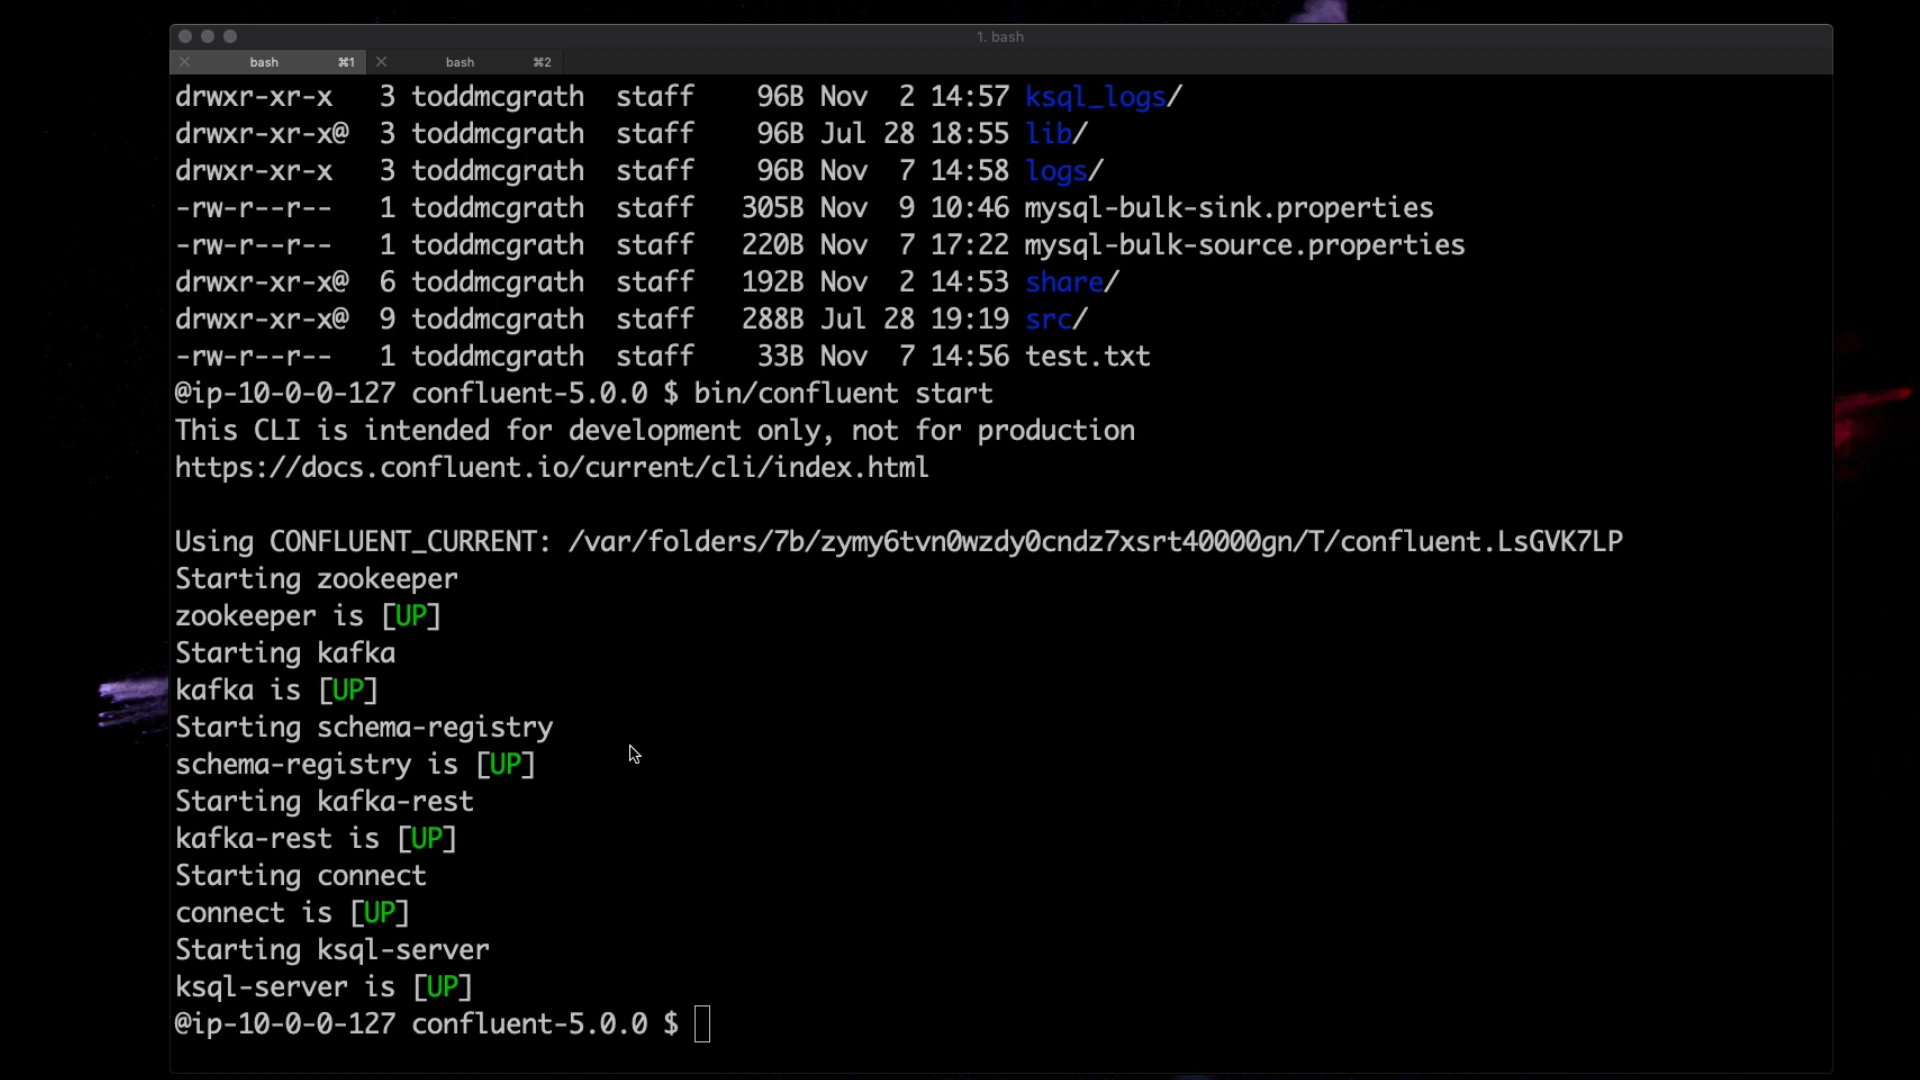 1. bash
bash ⌘1 bash ⌘2
drwxr-xr-x   3 toddmcgrath  staff    96B Nov  2 14:57 ksql_logs/
drwxr-xr-x@  3 toddmcgrath  staff    96B Jul 28 18:55 lib/
drwxr-xr-x   3 toddmcgrath  staff    96B Nov  7 14:58 logs/
-rw-r--r--   1 toddmcgrath  staff   305B Nov  9 10:46 mysql-bulk-sink.properties
-rw-r--r--   1 toddmcgrath  staff   220B Nov  7 17:22 mysql-bulk-source.properties
drwxr-xr-x@  6 toddmcgrath  staff   192B Nov  2 14:53 share/
drwxr-xr-x@  9 toddmcgrath  staff   288B Jul 28 19:19 src/
-rw-r--r--   1 toddmcgrath  staff    33B Nov  7 14:56 test.txt
@ip-10-0-0-127 confluent-5.0.0 $ bin/confluent start
This CLI is intended for development only, not for production
https://docs.confluent.io/current/cli/index.html
Using CONFLUENT_CURRENT: /var/folders/7b/zymy6tvn0wzdy0cndz7xsrt40000gn/T/confluent.LsGVK7LP
Starting zookeeper
zookeeper is [UP]
Starting kafka
kafka is [UP]
Starting schema-registry
schema-registry is [UP]
Starting kafka-rest
kafka-rest is [UP]
Starting connect
connect is [UP]
Starting ksql-server
ksql-server is [UP]
@ip-10-0-0-127 confluent-5.0.0 $